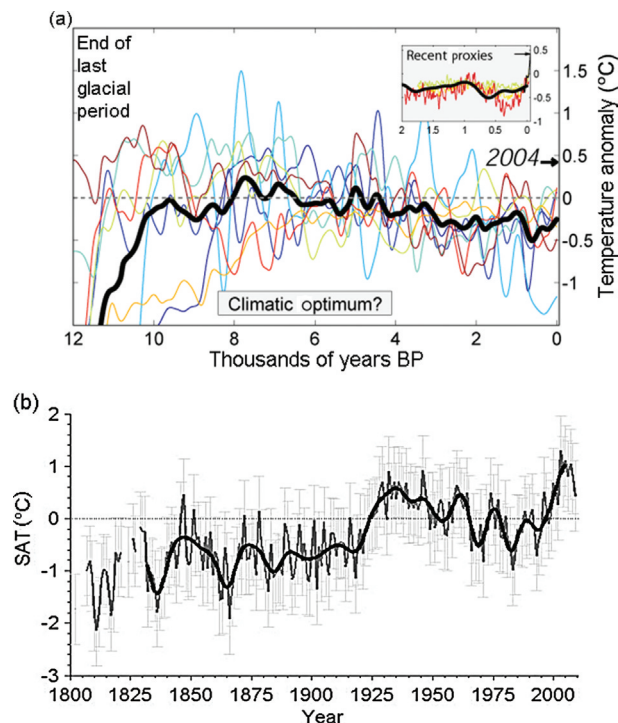 (a)
End of
last
glacial
period
Recent proxies
0.5
0
-0.5
-1
2 1.5 1 0.5 0
1.5
1
0.5
0
-0.5
-1
2004
Temperature anomaly (°C)
Climatic optimum?
12 10 8 6 4 2 0
Thousands of years BP
(b)
2
1
0
-1
-2
-3
SAT (°C)
1800 1825 1850 1875 1900 1925 1950 1975 2000
Year